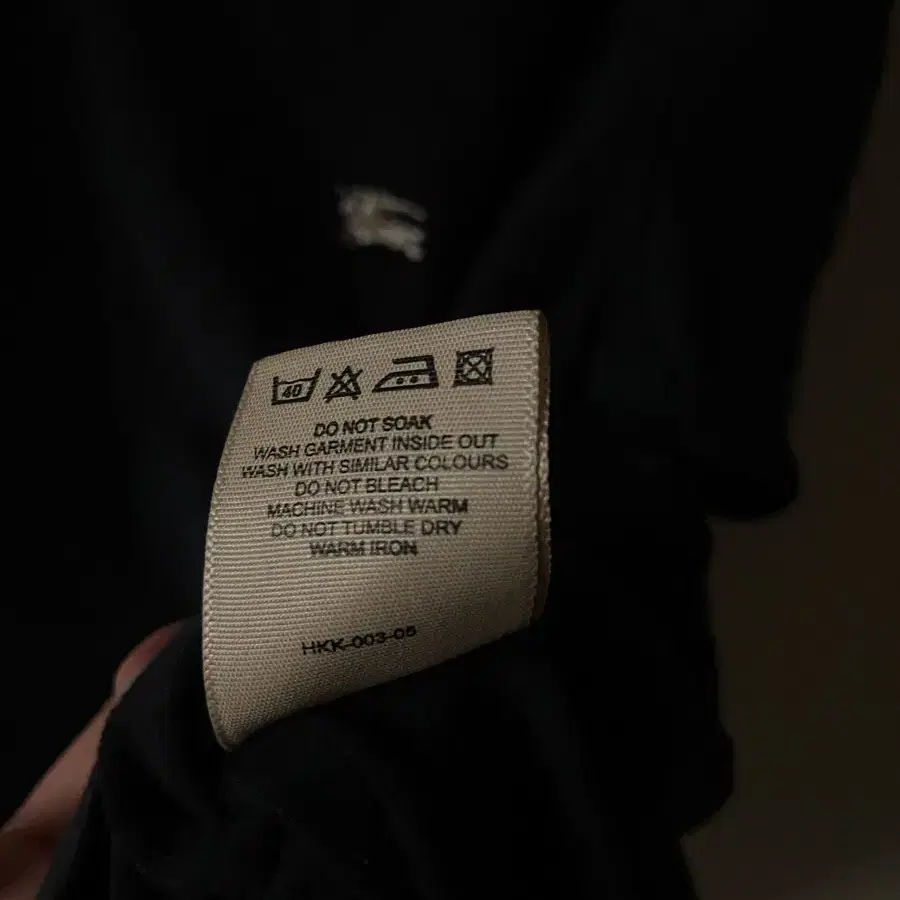 40
DO NOT SOAK
WASH GARMENT INSIDE OUT
WASH WITH SIMILAR COLOURS
DO NOT BLEACH
MACHINE WASH WARM
DO NOT TUMBLE DRY
WARM IRON
HKK-003-05